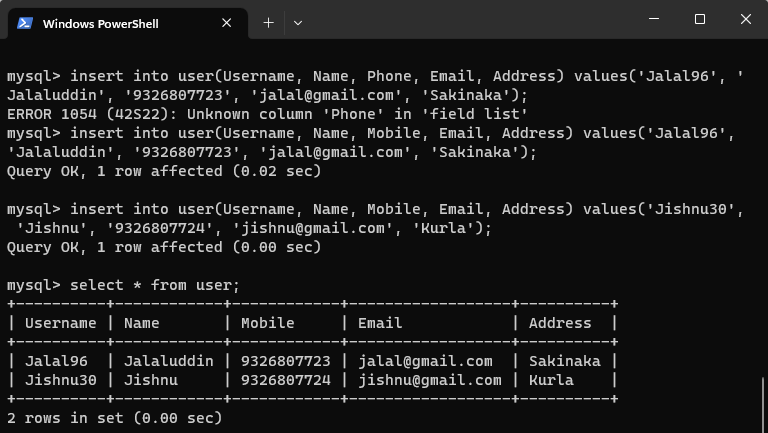 Windows PowerShell
mysql> insert into user(Username, Name, Phone, Email, Address) values('Jalal96', '
Jalaluddin', '9326807723', 'jalal@gmail.com', 'Sakinaka');
ERROR 1054 (42S22): Unknown column 'Phone' in 'field list'
mysql> insert into user(Username, Name, Mobile, Email, Address) values('Jalal96',
'Jalaluddin', '9326807723', 'jalal@gmail.com', 'Sakinaka');
Query OK, 1 row affected (0.02 sec)
mysql> insert into user(Username, Name, Mobile, Email, Address) values('Jishnu30',
 'Jishnu', '9326807724', 'jishnu@gmail.com', 'Kurla');
Query OK, 1 row affected (0.00 sec)
mysql> select * from user;
+----------+------------+------------+------------------+----------+
| Username | Name       | Mobile     | Email            | Address  |
+----------+------------+------------+------------------+----------+
| Jalal96  | Jalaluddin | 9326807723 | jalal@gmail.com  | Sakinaka |
| Jishnu30 | Jishnu     | 9326807724 | jishnu@gmail.com | Kurla    |
+----------+------------+------------+------------------+----------+
2 rows in set (0.00 sec)